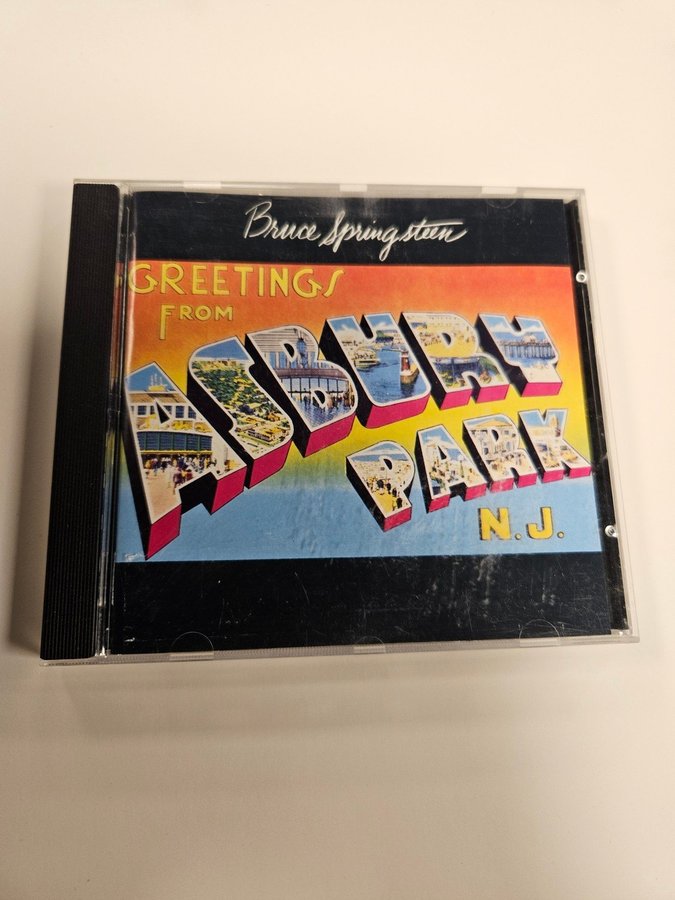 Bruce Springsteen
GREETINGS
FROM
ASBURY
PARK
N.J.